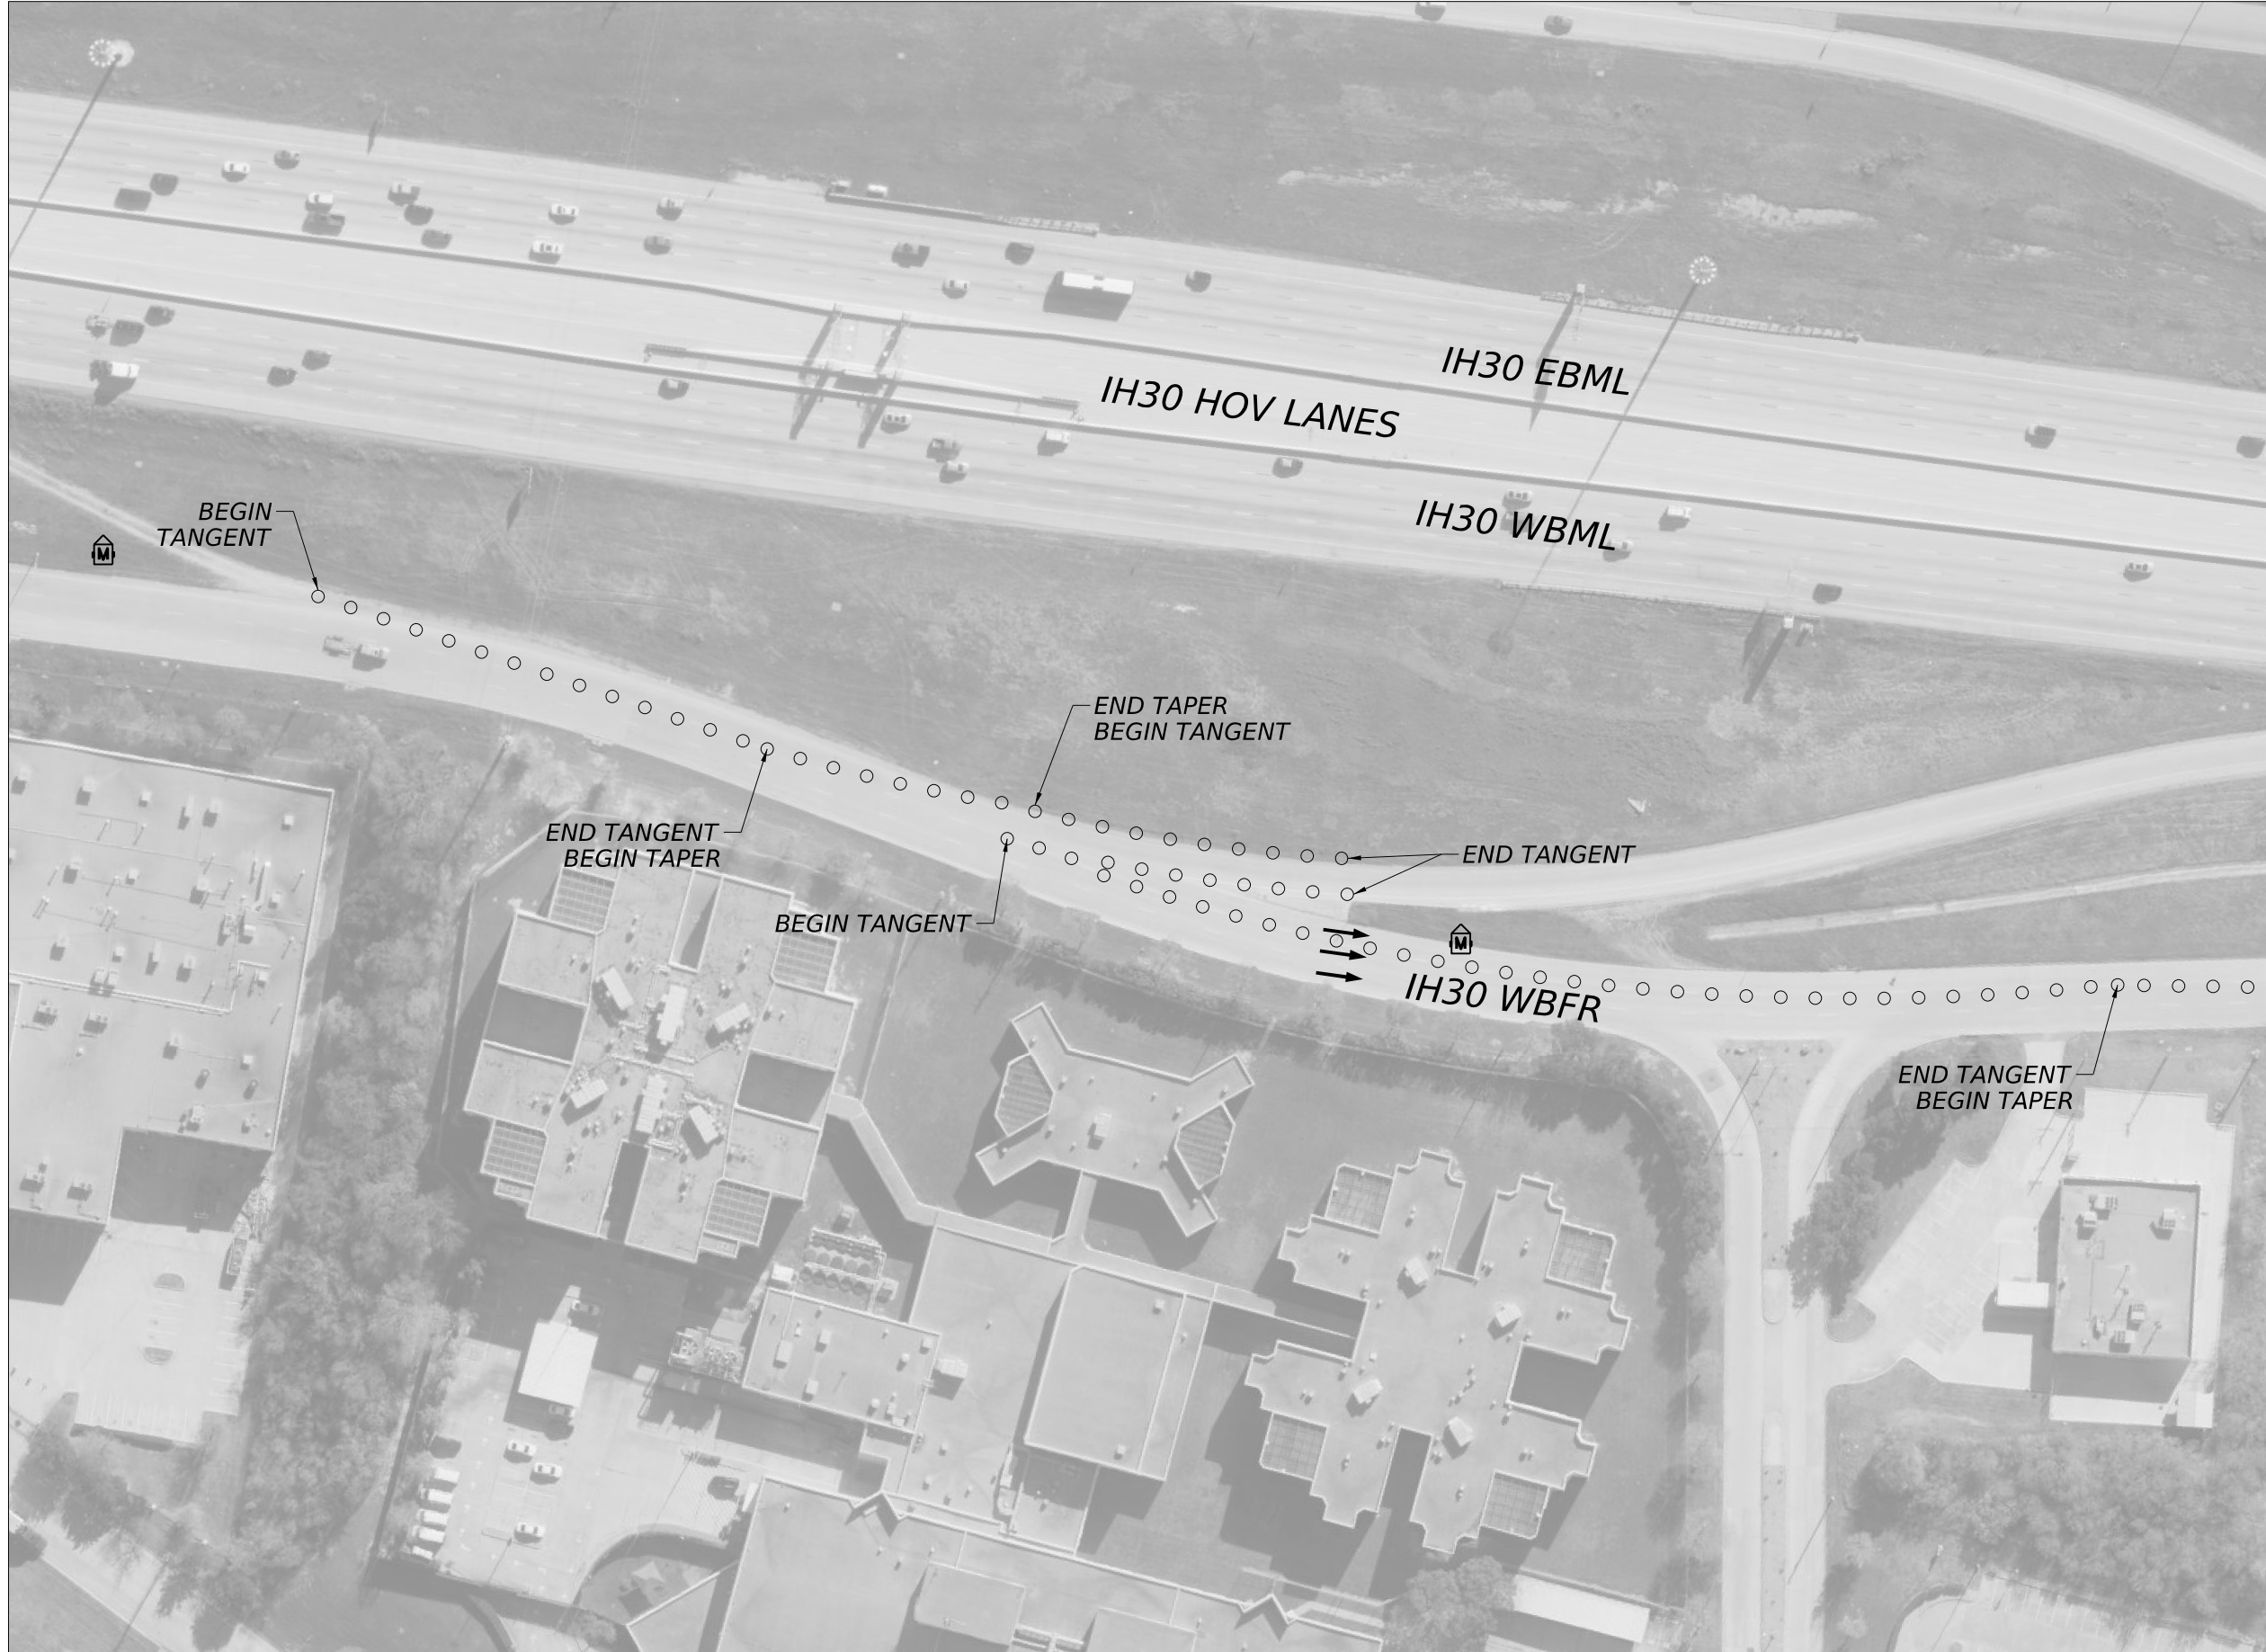 IH30 EBML
IH30 HOV LANES
IH30 WBML
BEGIN
TANGENT
M
END TAPER
BEGIN TANGENT
END TANGENT
BEGIN TAPER
END TANGENT
BEGIN TANGENT
M
IH30 WBFR
END TANGENT
BEGIN TAPER